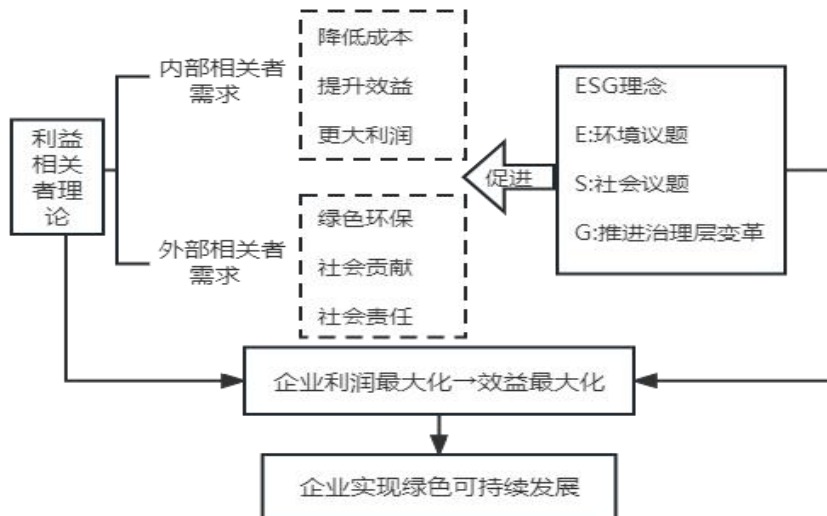 利益
相关
者理
论
内部相关者
需求
降低成本
提升效益
更大利润
外部相关者
需求
绿色环保
社会贡献
社会责任
促进
ESG理念
E:环境议题
S:社会议题
G:推进治理层变革
企业利润最大化→效益最大化
企业实现绿色可持续发展